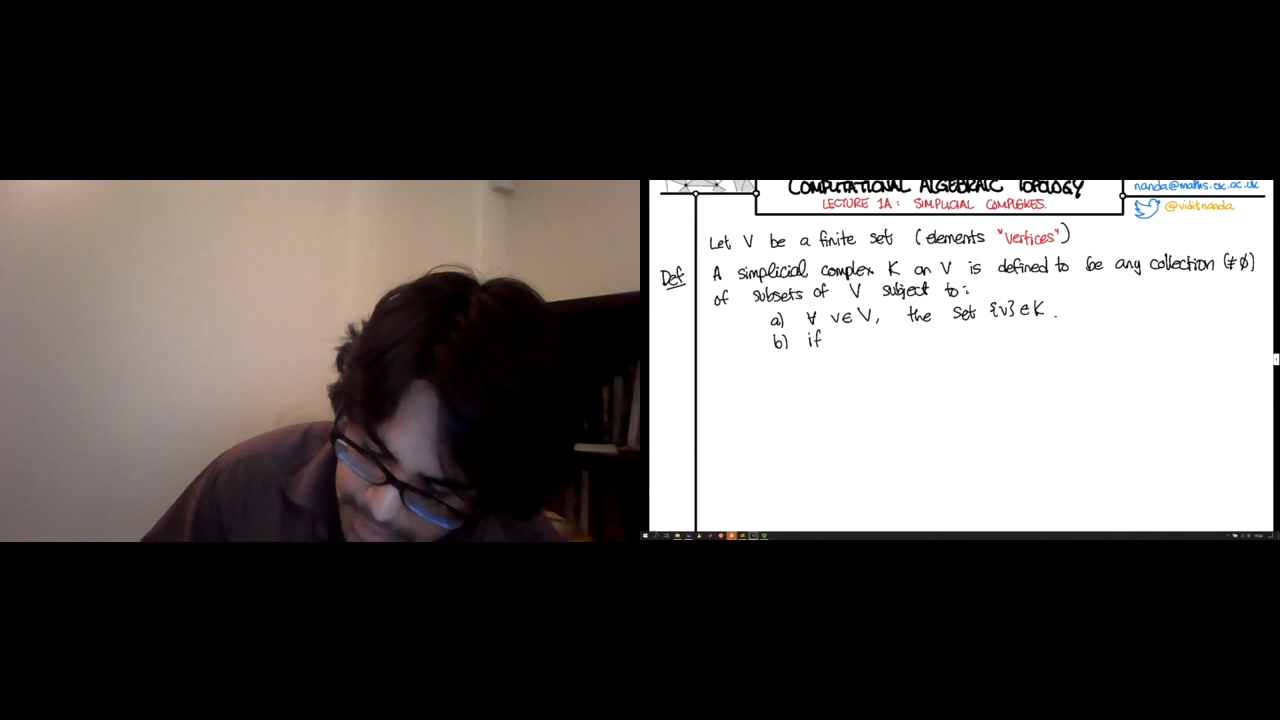 COMPUTATIONAL ALGEBRAIC TOPOLOGY
LECTURE 1A: SIMPLICIAL COMPLEXES.
nanda@maths.ox.ac.uk
@viditnanda
Let V be a finite set (elements "vertices")
Def A simplicial complex K on V is defined to be any collection (≠∅)
of subsets of V subject to:
a) ∀ v∈V, the set {v}∈K.
b) if